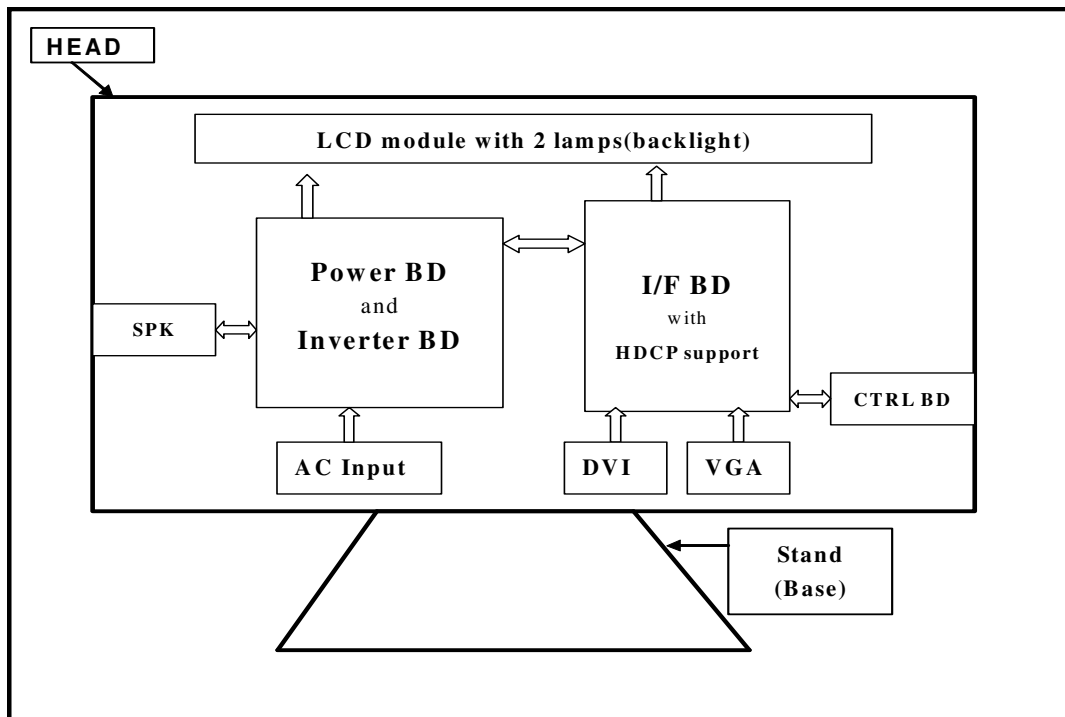 HEAD
LCD module with 2 lamps(backlight)
Power BD
and
Inverter BD
I/F BD
with
HDCP support
SPK
CTRL BD
AC Input
DVI
VGA
Stand
(Base)